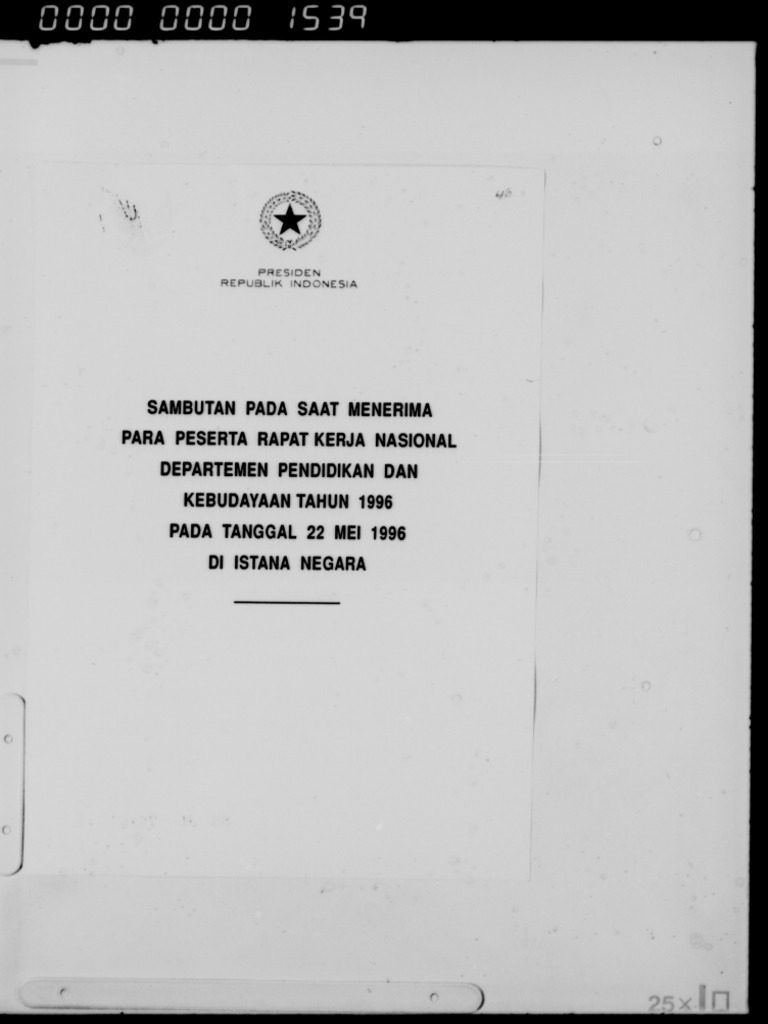 0000 0000 1539
PRESIDEN
REPUBLIK INDONESIA
SAMBUTAN PADA SAAT MENERIMA
PARA PESERTA RAPAT KERJA NASIONAL
DEPARTEMEN PENDIDIKAN DAN
KEBUDAYAAN TAHUN 1996
PADA TANGGAL 22 MEI 1996
DI ISTANA NEGARA
25×